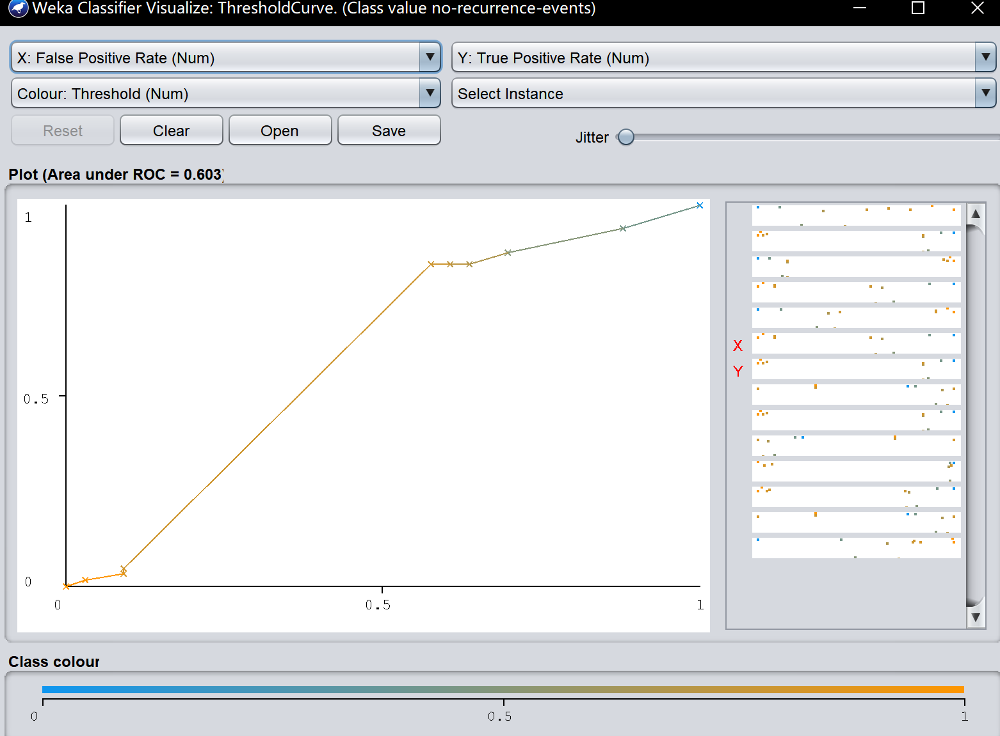 Weka Classifier Visualize: ThresholdCurve. (Class value no-recurrence-events)
X: False Positive Rate (Num)
Y: True Positive Rate (Num)
Colour: Threshold (Num)
Select Instance
Reset
Clear
Open
Save
Jitter
Plot (Area under ROC = 0.603)
1
0.5
0
0
0.5
1
X
Y
Class colour
0
0.5
1